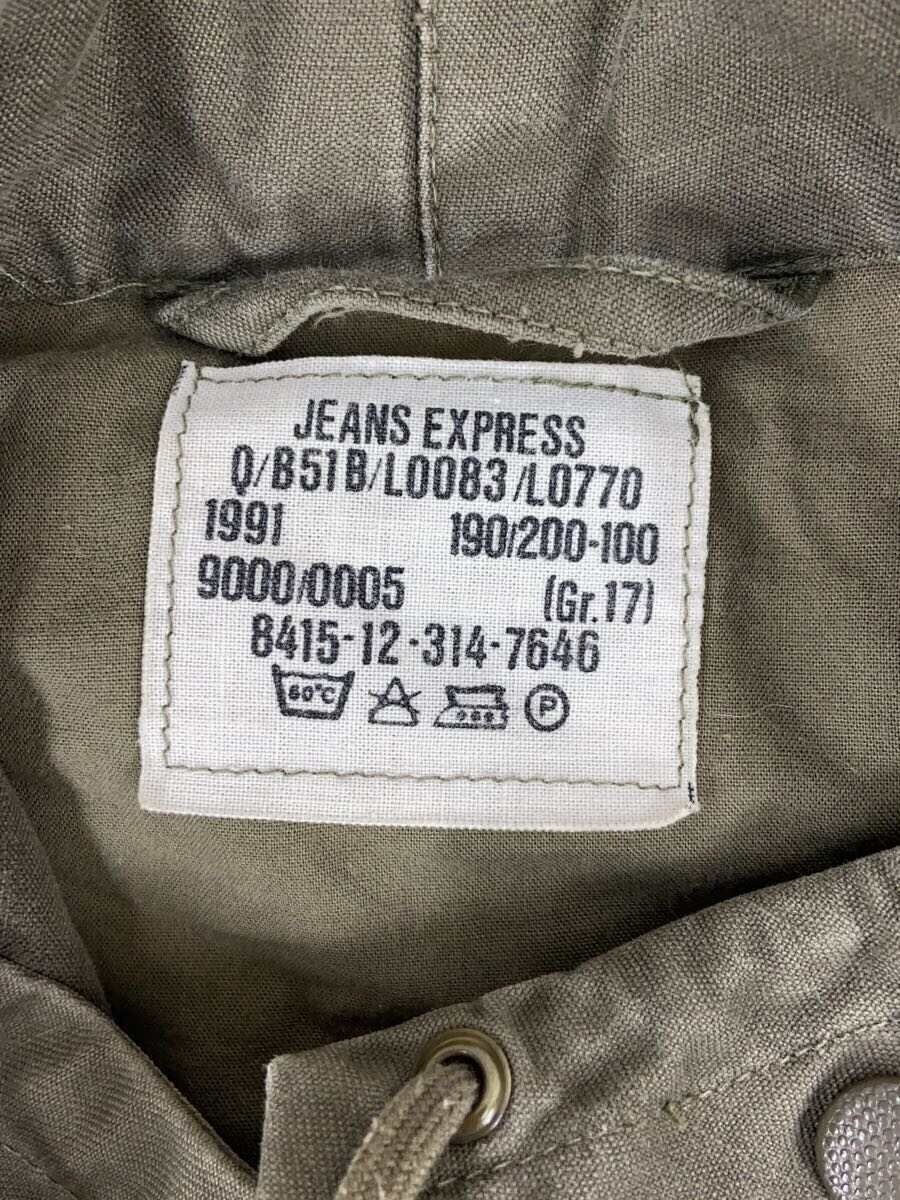 JEANS EXPRESS
Q/B51B/L0083/L0770
1991 190/200-100
9000/0005 (Gr.17)
8415-12-314-7646
60°C
P